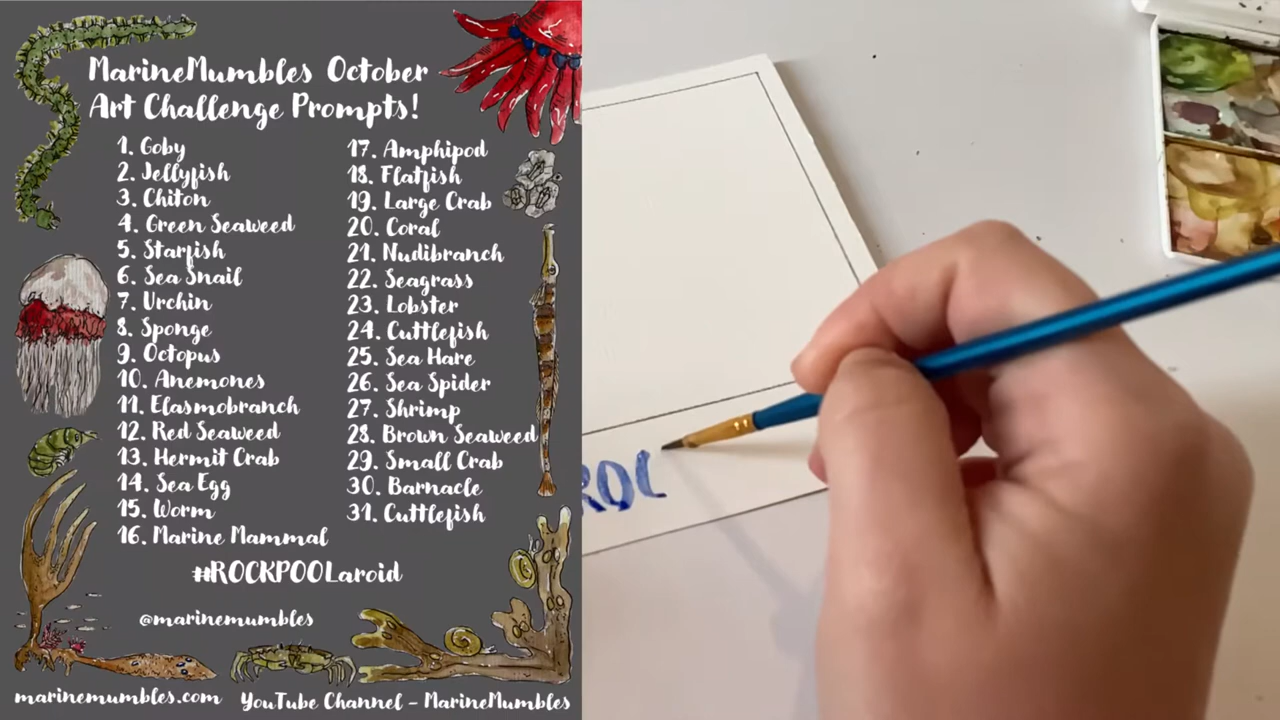 MarineMumbles October
Art Challenge Prompts!
1. Goby
2. Jellyfish
3. Chiton
4. Green Seaweed
5. Starfish
6. Sea Snail
7. Urchin
8. Sponge
9. Octopus
10. Anemones
11. Elasmobranch
12. Red Seaweed
13. Hermit Crab
14. Sea Egg
15. Worm
16. Marine Mammal
17. Amphipod
18. Flatfish
19. Large Crab
20. Coral
21. Nudibranch
22. Seagrass
23. Lobster
24. Cuttlefish
25. Sea Hare
26. Sea Spider
27. Shrimp
28. Brown Seaweed
29. Small Crab
30. Barnacle
31. Cuttlefish
#ROCKPOOLaroid
@marinemumbles
marinemumbles.com YouTube Channel - MarineMumbles
ROC